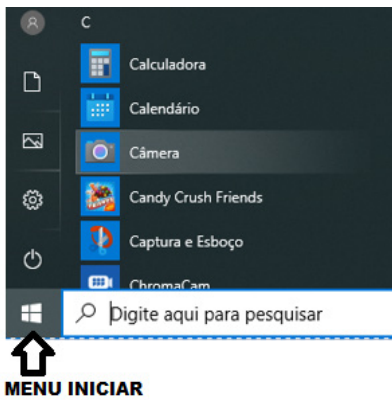 C
Calculadora
Calendário
Câmera
Candy Crush Friends
Captura e Esboço
ChromaCam
Digite aqui para pesquisar
MENU INICIAR